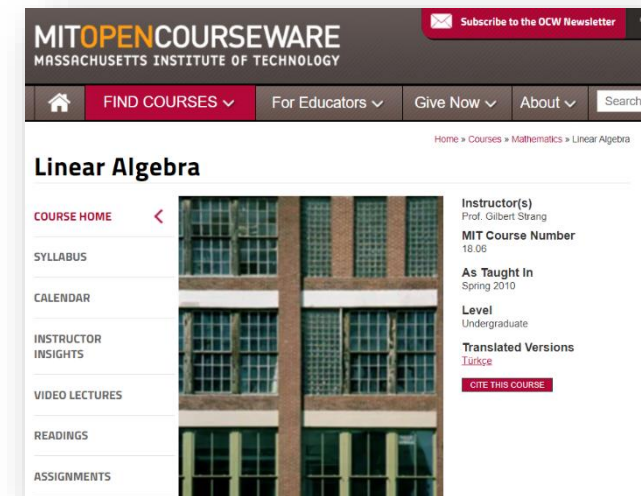 Subscribe to the OCW Newsletter
MITOPENCOURSEWARE
MASSACHUSETTS INSTITUTE OF TECHNOLOGY
FIND COURSES
For Educators
Give Now
About
Search
Home » Courses » Mathematics » Linear Algebra
Linear Algebra
COURSE HOME
SYLLABUS
CALENDAR
INSTRUCTOR
INSIGHTS
VIDEO LECTURES
READINGS
ASSIGNMENTS
Instructor(s)
Prof. Gilbert Strang
MIT Course Number
18.06
As Taught In
Spring 2010
Level
Undergraduate
Translated Versions
Türkçe
CITE THIS COURSE